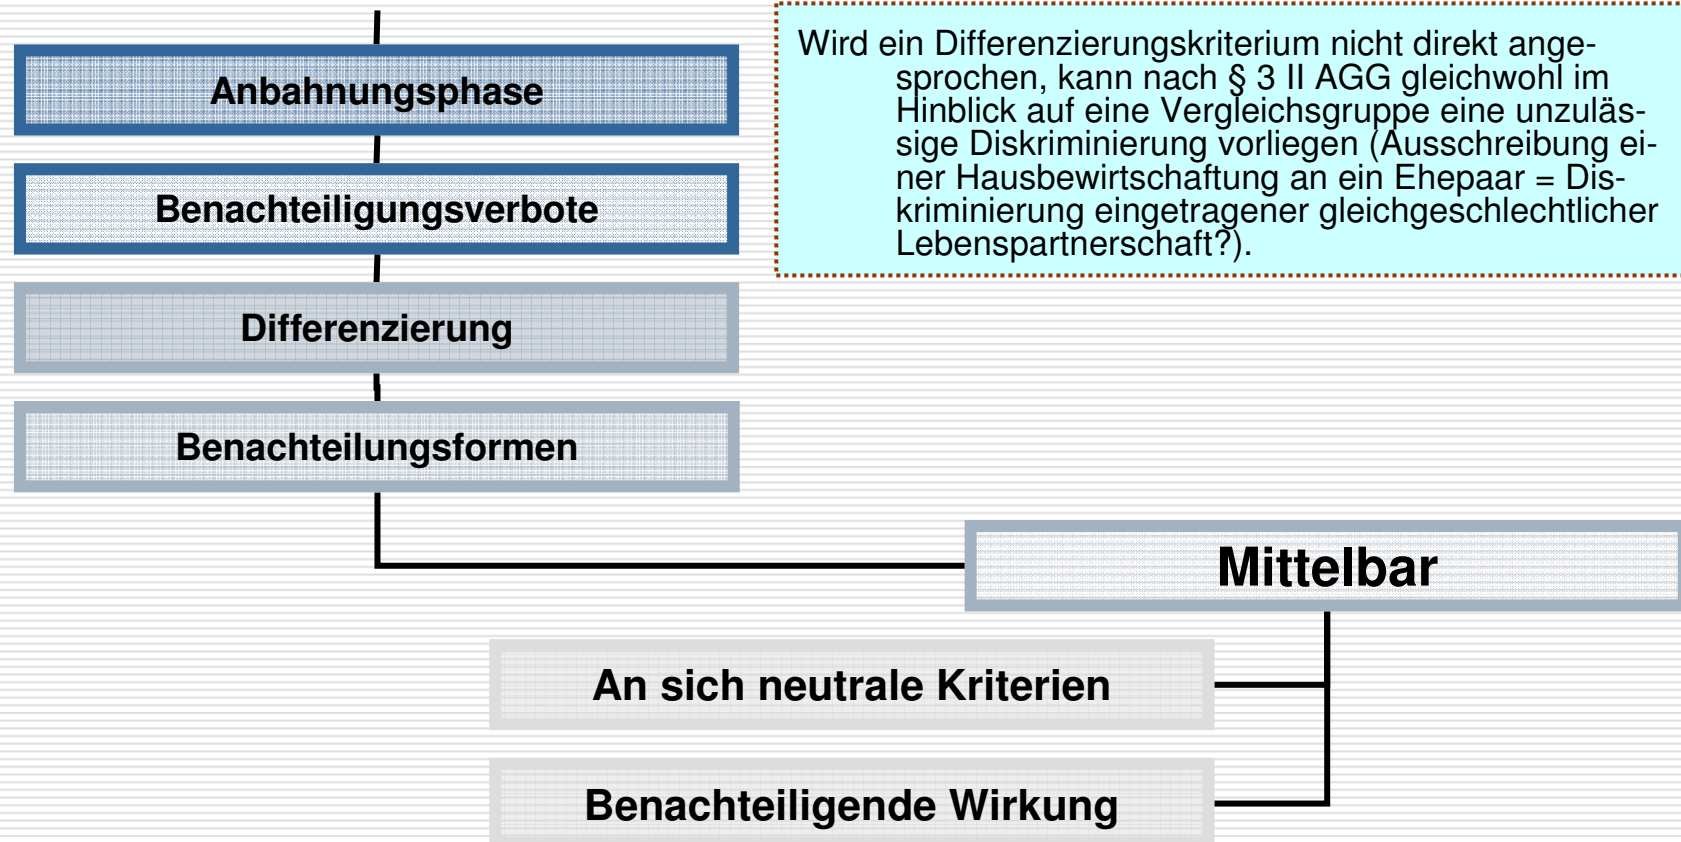 Anbahnungsphase
Benachteiligungsverbote
Differenzierung
Benachteilungsformen
Wird ein Differenzierungskriterium nicht direkt ange-
sprochen, kann nach § 3 II AGG gleichwohl im
Hinblick auf eine Vergleichsgruppe eine unzuläs-
sige Diskriminierung vorliegen (Ausschreibung ei-
ner Hausbewirtschaftung an ein Ehepaar = Dis-
kriminierung eingetragener gleichgeschlechtlicher
Lebenspartnerschaft?).
Mittelbar
An sich neutrale Kriterien
Benachteiligende Wirkung